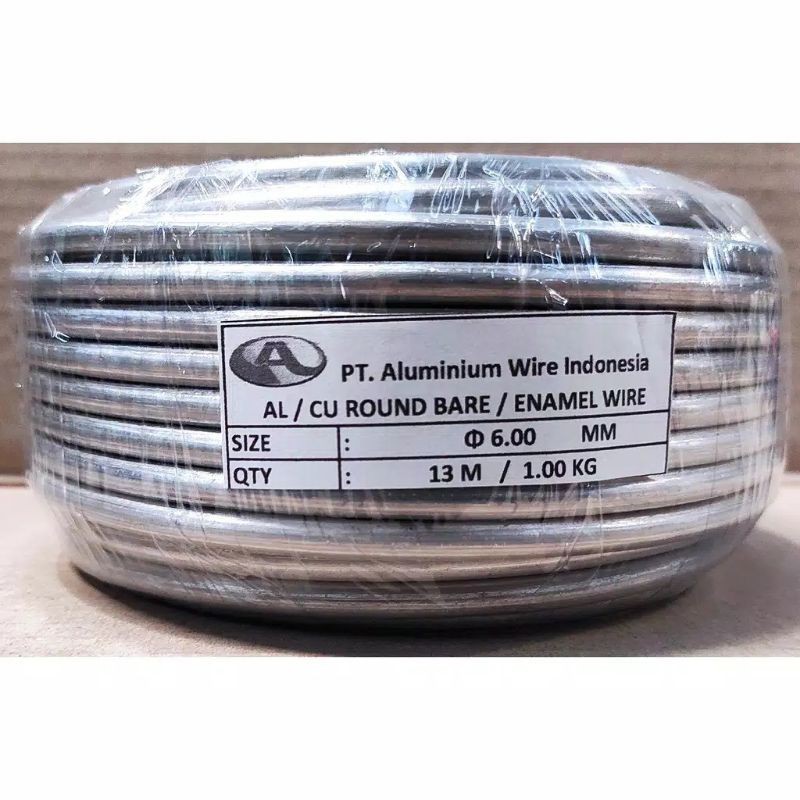 A
PT. Aluminium Wire Indonesia
AL / CU ROUND BARE / ENAMEL WIRE
SIZE : Φ 6.00 MM
QTY : 13 M / 1.00 KG